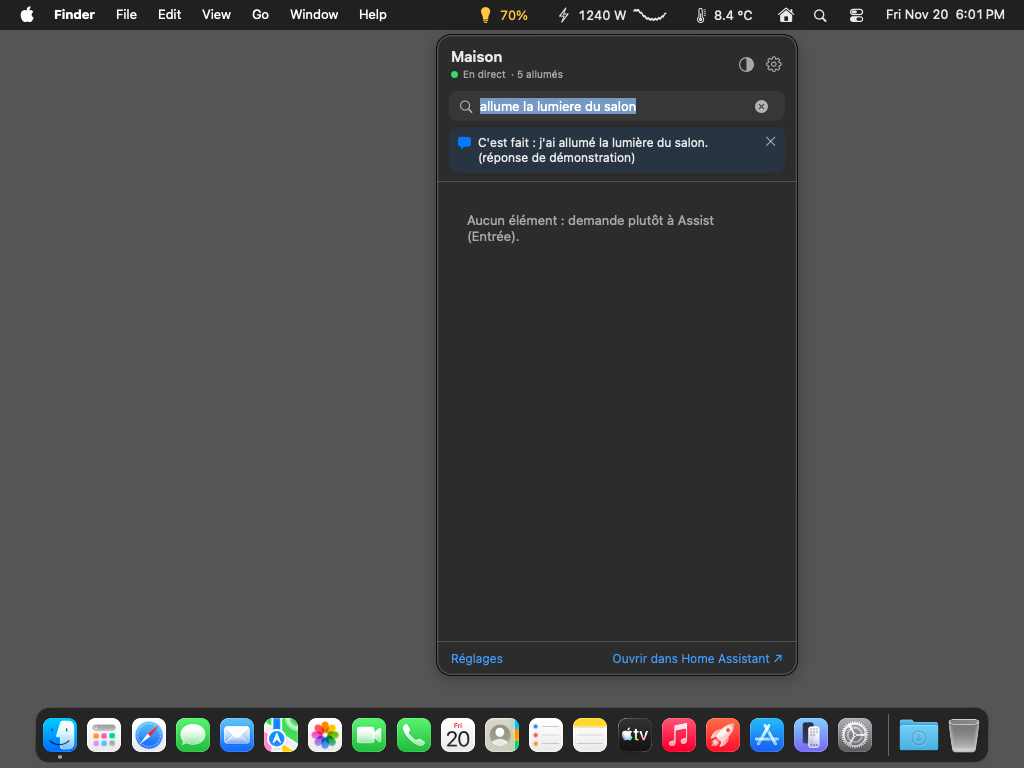 Finder File Edit View Go Window Help 70% 1240 W 8.4 °C Fri Nov 20 6:01 PM
Maison
En direct · 5 allumés
allume la lumiere du salon
C'est fait : j'ai allumé la lumière du salon.
(réponse de démonstration)
Aucun élément : demande plutôt à Assist
(Entrée).
Réglages Ouvrir dans Home Assistant ↗
Fri
20
tv